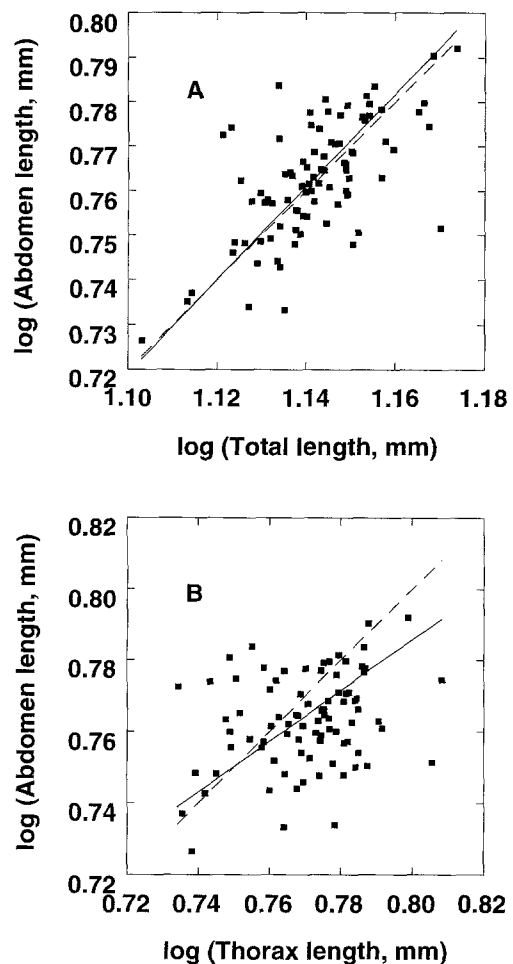 0.80
0.79
0.78
0.77
0.76
0.75
0.74
0.73
0.72
log (Abdomen length, mm)
A
1.10 1.12 1.14 1.16 1.18
log (Total length, mm)
0.82
0.80
0.78
0.76
0.74
0.72
log (Abdomen length, mm)
B
0.72 0.74 0.76 0.78 0.80 0.82
log (Thorax length, mm)